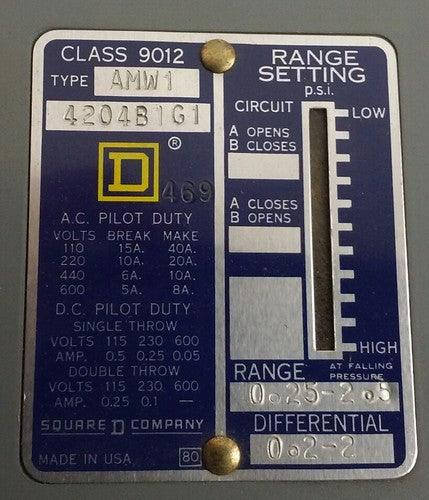 CLASS 9012
TYPE AMW1
4204B1G1
D ®
469
A.C. PILOT DUTY
VOLTS BREAK MAKE
110 15A. 40A.
220 10A. 20A.
440 6A. 10A.
600 5A. 8A.
D.C. PILOT DUTY
SINGLE THROW
VOLTS 115 230 600
AMP. 0.5 0.25 0.05
DOUBLE THROW
VOLTS 115 230 600
AMP. 0.25 0.1 —
SQUARE D COMPANY
MADE IN USA 80
RANGE
SETTING
p.s.i.
CIRCUIT
LOW
A OPENS
B CLOSES
A CLOSES
B OPENS
HIGH
AT FALLING
PRESSURE
RANGE
0.25-2.5
DIFFERENTIAL
0.2-2